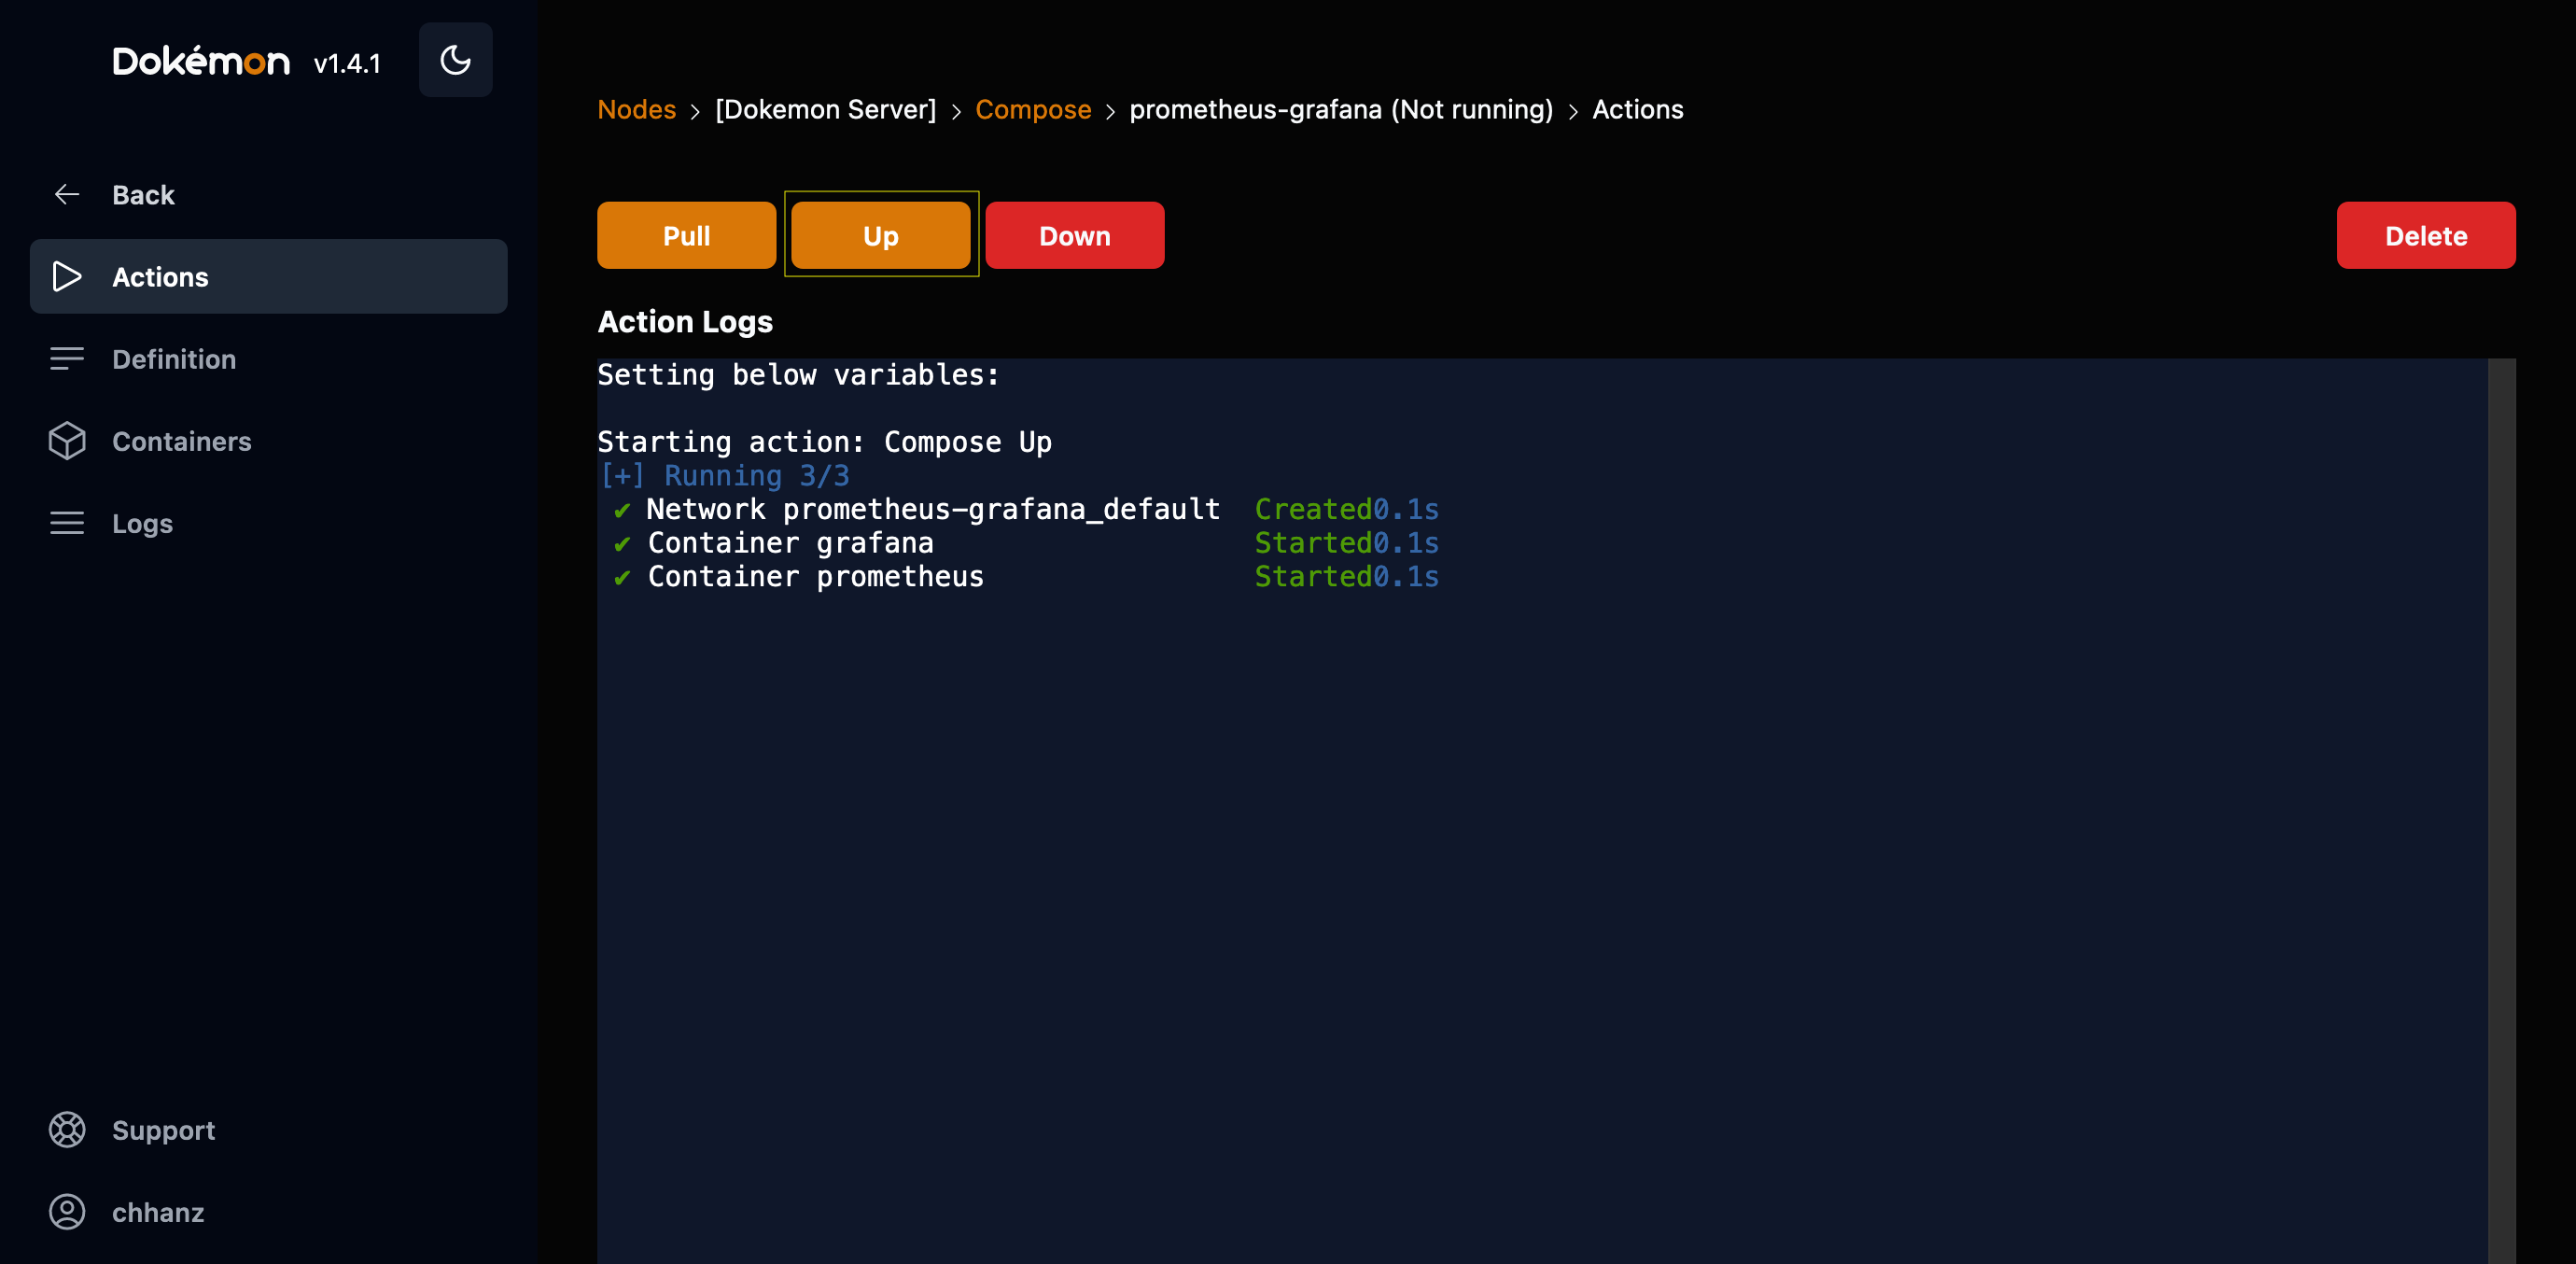 Dokémon v1.4.1
Back
Actions
Definition
Containers
Logs
Support
chhanz
Nodes > [Dokemon Server] > Compose > prometheus-grafana (Not running) > Actions
Pull Up Down Delete
Action Logs
Setting below variables:
Starting action: Compose Up
[+] Running 3/3
✔ Network prometheus-grafana_default Created0.1s
✔ Container grafana Started0.1s
✔ Container prometheus Started0.1s